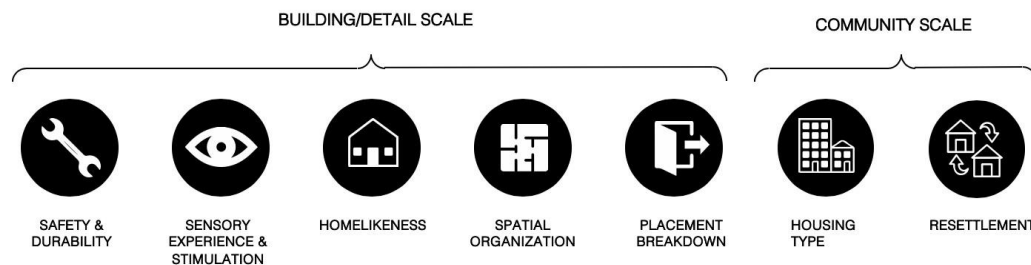 BUILDING/DETAIL SCALE
COMMUNITY SCALE
SAFETY &
DURABILITY
SENSORY
EXPERIENCE &
STIMULATION
HOMELIKENESS
SPATIAL
ORGANIZATION
PLACEMENT
BREAKDOWN
HOUSING
TYPE
RESETTLEMENT